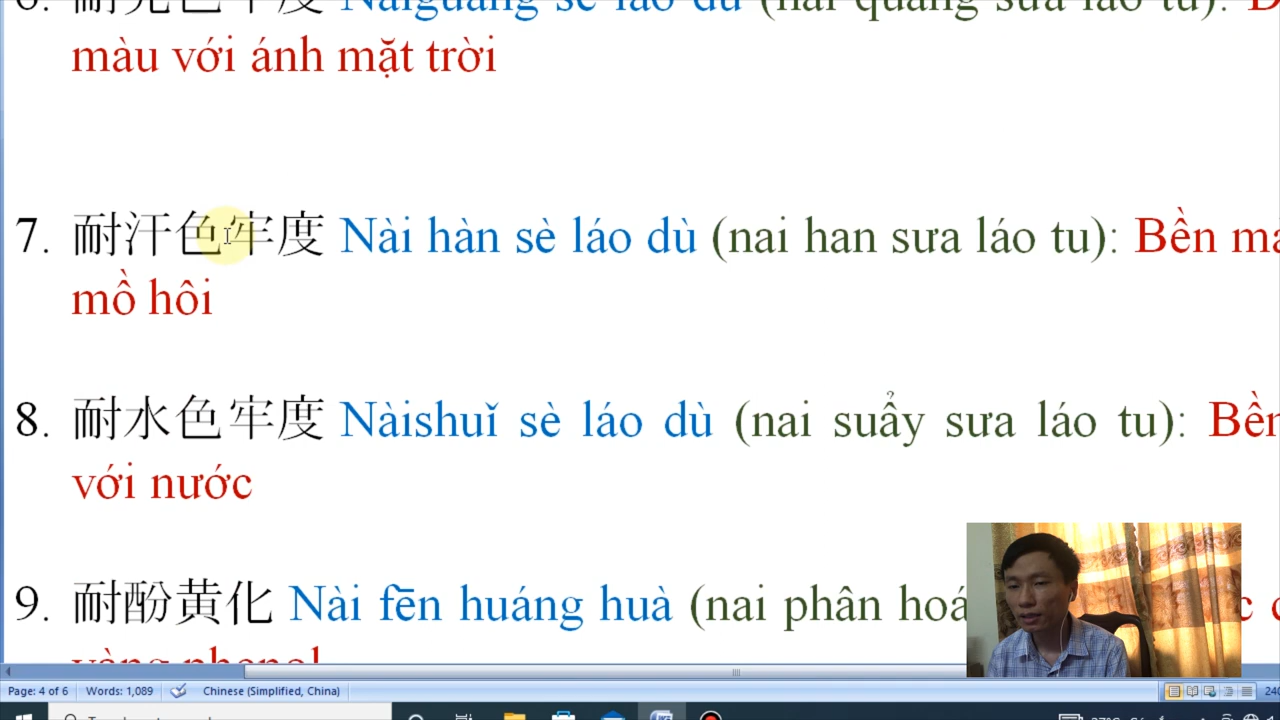 màu với ánh mặt trời
7. 耐汗色牢度 Nài hàn sè láo dù (nai han sưa láo tu): Bền
mồ hôi
8. 耐水色牢度 Nàishuǐ sè láo dù (nai suẩy sưa láo tu):
với nước
9. 耐酚黄化 Nài fēn huáng huà (nai phân
vàng phenol
Page: 4 of 6 Words: 1,089 Chinese (Simplified, China)